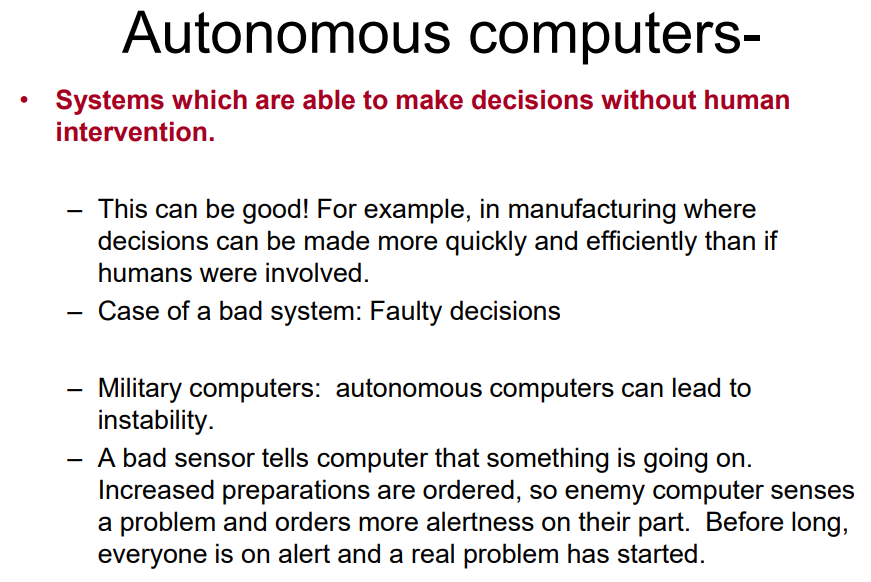 Autonomous computers-
• Systems which are able to make decisions without human
intervention.
– This can be good! For example, in manufacturing where
decisions can be made more quickly and efficiently than if
humans were involved.
– Case of a bad system: Faulty decisions
– Military computers:  autonomous computers can lead to
instability.
– A bad sensor tells computer that something is going on.
Increased preparations are ordered, so enemy computer senses
a problem and orders more alertness on their part.  Before long,
everyone is on alert and a real problem has started.